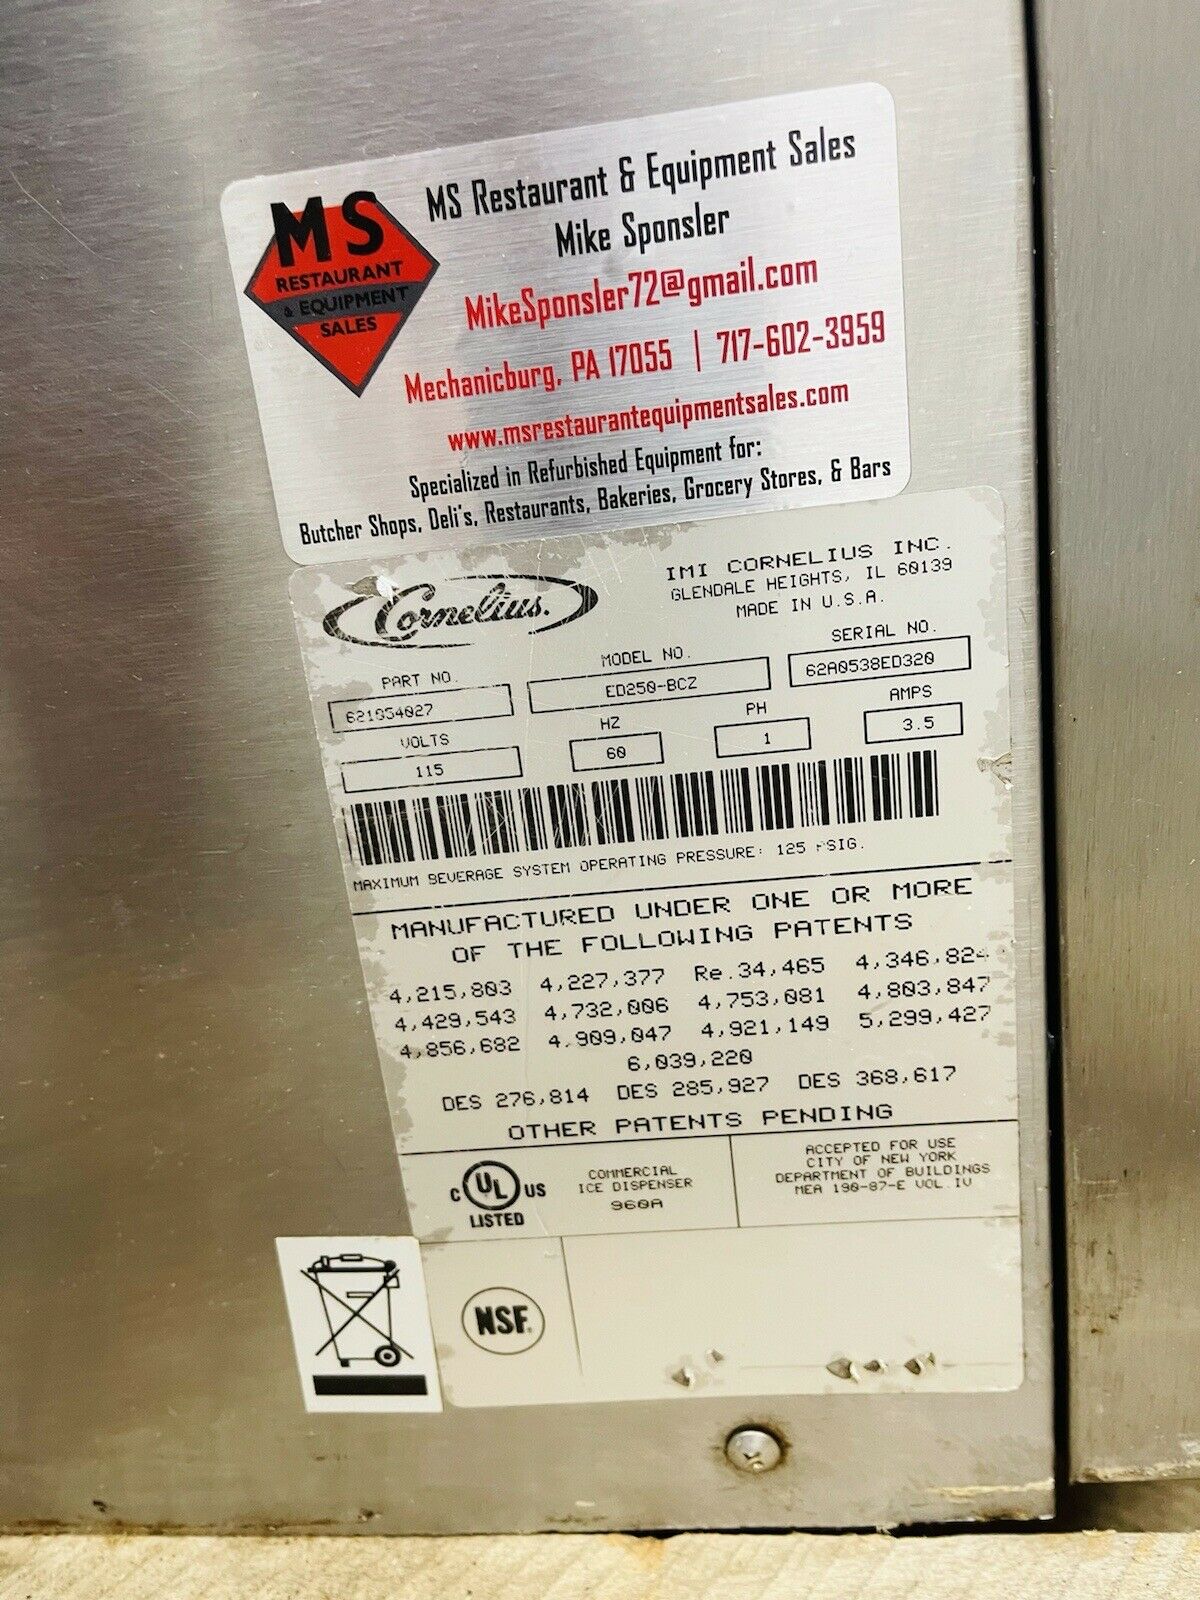 MS
RESTAURANT
& EQUIPMENT
SALES
MS Restaurant & Equipment Sales
Mike Sponsler
MikeSponsler72@gmail.com
Mechanicburg, PA 17055 | 717-602-3959
www.msrestaurantequipmentsales.com
Specialized in Refurbished Equipment for:
Butcher Shops, Deli's, Restaurants, Bakeries, Grocery Stores, & Bars
Cornelius.
IMI CORNELIUS INC.
GLENDALE HEIGHTS, IL 60139
MADE IN U.S.A.
PART NO. MODEL NO. SERIAL NO.
621054027 ED250-BCZ 62A0538ED320
VOLTS HZ PH AMPS
115 60 1 3.5
MAXIMUM BEVERAGE SYSTEM OPERATING PRESSURE: 125 PSIG.
MANUFACTURED UNDER ONE OR MORE
OF THE FOLLOWING PATENTS
4,215,803 4,227,377 Re.34,465 4,346,824
4,429,543 4,732,006 4,753,081 4,803,847
4,856,682 4,909,047 4,921,149 5,299,427
6,039,220
DES 276,814 DES 285,927 DES 368,617
OTHER PATENTS PENDING
C UL US
LISTED
COMMERCIAL
ICE DISPENSER
960A
ACCEPTED FOR USE
CITY OF NEW YORK
DEPARTMENT OF BUILDINGS
MEA 190-87-E VOL.IV
NSF.